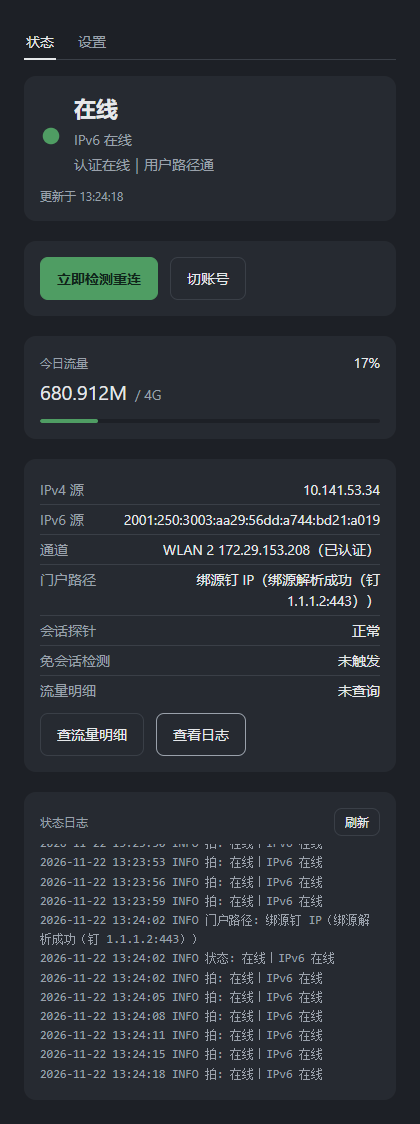 状态 设置
在线
IPv6 在线
认证在线 | 用户路径通
更新于 13:24:18
立即检测重连 切账号
今日流量 17%
680.912M / 4G
IPv4 源 10.141.53.34
IPv6 源 2001:250:3003:aa29:56dd:a744:bd21:a019
通道 WLAN 2 172.29.153.208（已认证）
门户路径 绑源钉 IP（绑源解析成功（钉
1.1.1.2:443））
会话探针 正常
免会话检测 未触发
流量明细 未查询
查流量明细 查看日志
状态日志 刷新
2026-11-22 13:23:53 INFO 拍: 在线 | IPv6 在线
2026-11-22 13:23:56 INFO 拍: 在线 | IPv6 在线
2026-11-22 13:23:59 INFO 拍: 在线 | IPv6 在线
2026-11-22 13:24:02 INFO 门户路径: 绑源钉 IP（绑源解
析成功（钉 1.1.1.2:443））
2026-11-22 13:24:02 INFO 状态: 在线 | IPv6 在线
2026-11-22 13:24:02 INFO 拍: 在线 | IPv6 在线
2026-11-22 13:24:05 INFO 拍: 在线 | IPv6 在线
2026-11-22 13:24:08 INFO 拍: 在线 | IPv6 在线
2026-11-22 13:24:11 INFO 拍: 在线 | IPv6 在线
2026-11-22 13:24:15 INFO 拍: 在线 | IPv6 在线
2026-11-22 13:24:18 INFO 拍: 在线 | IPv6 在线